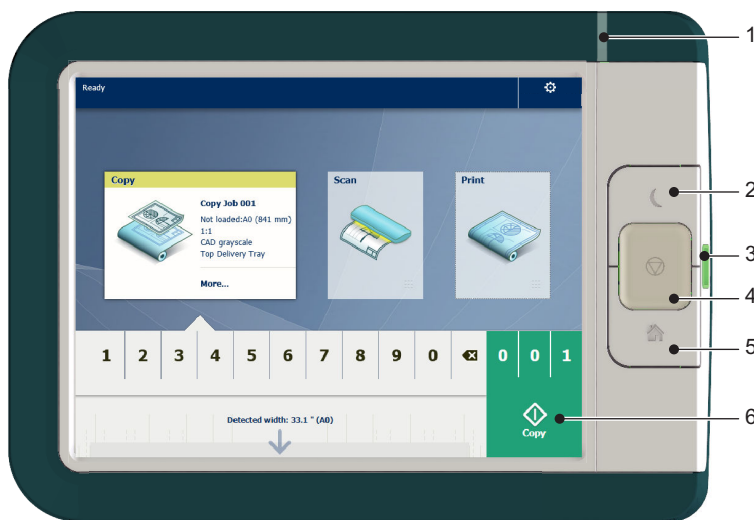 1
Ready
Copy
Copy Job 001
Not loaded:A0 (841 mm)
1:1
CAD grayscale
Top Delivery Tray
More...
Scan
Print
2
3
4
5
1 2 3 4 5 6 7 8 9 0 0 0 1
Detected width: 33.1 " (A0)
Copy
6